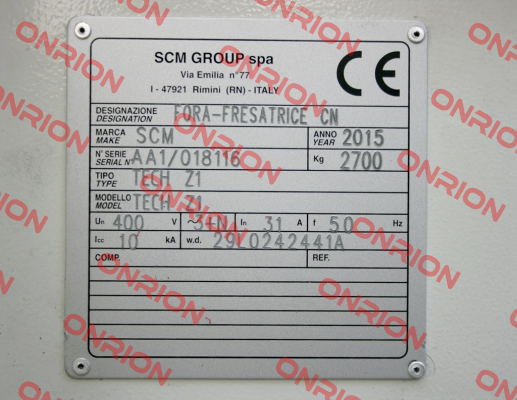 SCM GROUP spa
Via Emilia n°77
I - 47921 Rimini (RN) - ITALY
CE
DESIGNAZIONE
DESIGNATION
FORA-FRESATRICE CN
MARCA
MAKE
SCM
ANNO
YEAR
2015
N° SERIE
SERIAL N°
AA1/018116
Kg
2700
TIPO
TYPE
TECH Z1
MODELLO
MODEL
TECH Z1
Un 400 V ~ 3+N In 31 A f 50 Hz
Icc 10 kA w.d. 29L0242441A
COMP.
REF.
ONRION
ONRION
ONRION
ONRION
ONRION
ONRION
ONRION
ONRION
ONRION
ONRION
ONRION
ONRION